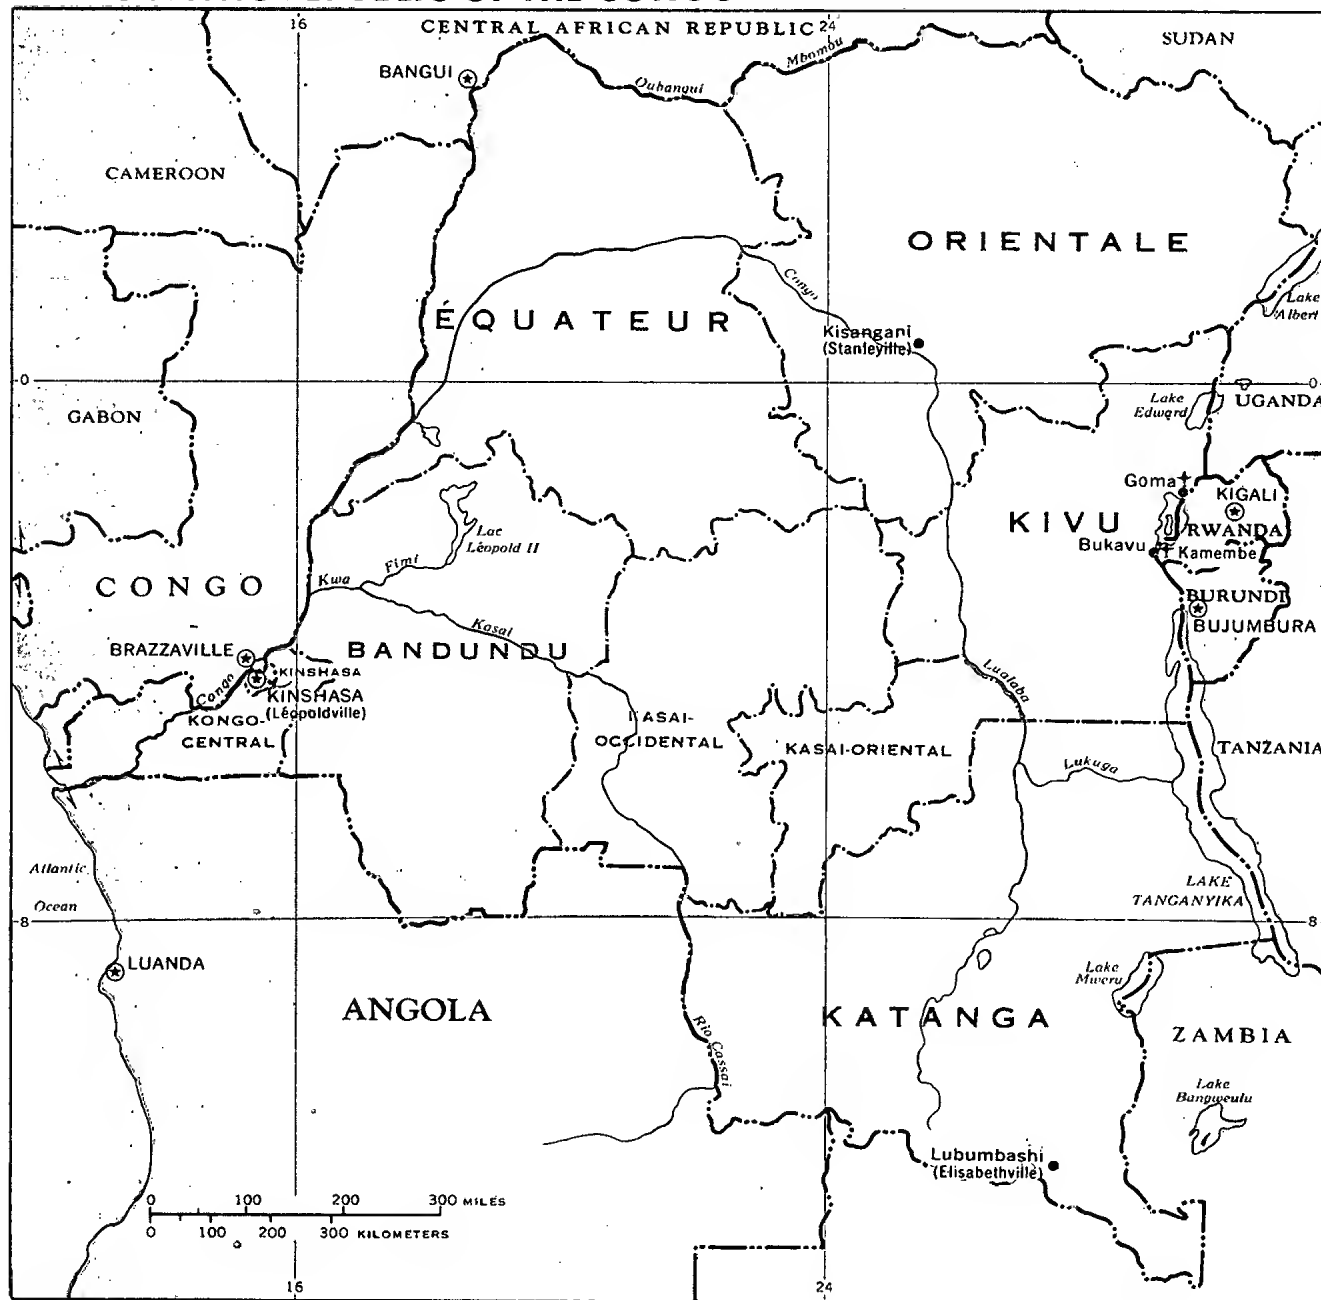 REPUBLIC OF THE CONGO
16
CENTRAL AFRICAN REPUBLIC
24
SUDAN
BANGUI
Oubangui
Mbomou
CAMEROON
ORIENTALE
Congo
Lake
Albert
ÉQUATEUR
Kisangani
(Stanleyville)
0
0
GABON
Lake
Edward
UGANDA
Goma
KIGALI
KIVU
RWANDA
Lac
Léopold II
Bukavu
Kamembe
CONGO
Kwa
Fimi
BURUNDI
Kasai
BUJUMBURA
BRAZZAVILLE
BANDUNDU
KINSHASA
KINSHASA
(Léopoldville)
Congo
Lualaba
KONGO-
CENTRAL
KASAI-
OCCIDENTAL
KASAI-ORIENTAL
TANZANIA
Lukuga
Atlantic
Ocean
LAKE
TANGANYIKA
8
8
LUANDA
Lake
Mweru
ANGOLA
KATANGA
Rio Cassai
ZAMBIA
Lake
Bangweulu
Lubumbashi
(Elisabethville)
0 100 200 300 MILES
0 100 200 300 KILOMETERS
16
24